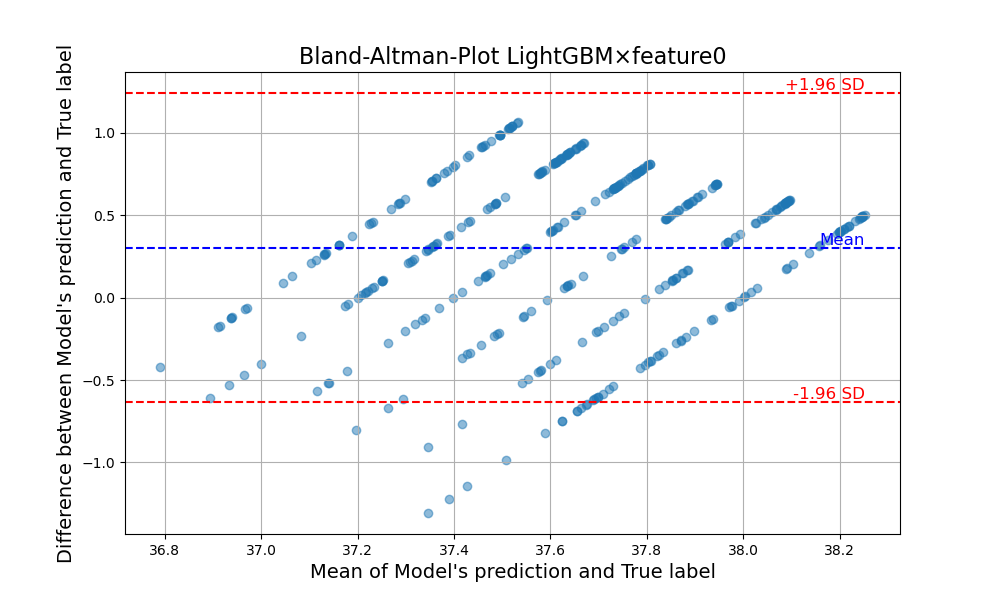 Bland-Altman-Plot LightGBM×feature0
Difference between Model's prediction and True label
1.0
0.5
0.0
−0.5
−1.0
+1.96 SD
Mean
-1.96 SD
36.8 37.0 37.2 37.4 37.6 37.8 38.0 38.2
Mean of Model's prediction and True label